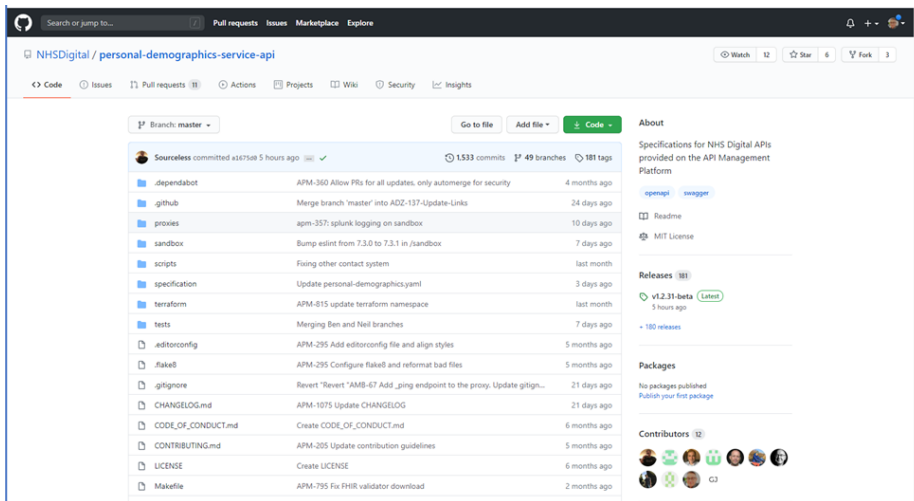 Search or jump to... / Pull requests Issues Marketplace Explore
NHSDigital / personal-demographics-service-api Watch 12 Star 6 Fork 3
Code Issues Pull requests 11 Actions Projects Wiki Security Insights
Branch: master Go to file Add file Code
Sourceless committed a1675d0 5 hours ago ... 1,533 commits 49 branches 181 tags
.dependabot APM-360 Allow PRs for all updates, only automerge for security 4 months ago
.github Merge branch 'master' into ADZ-137-Update-Links 24 days ago
proxies apm-357: splunk logging on sandbox 10 days ago
sandbox Bump eslint from 7.3.0 to 7.3.1 in /sandbox 7 days ago
scripts Fixing other contact system last month
specification Update personal-demographics.yaml 3 days ago
terraform APM-815 update terraform namespace last month
tests Merging Ben and Neil branches 7 days ago
.editorconfig APM-295 Add editorconfig file and align styles 5 months ago
.flake8 APM-295 Configure flake8 and reformat bad files 5 months ago
.gitignore Revert "Revert "AMB-67 Add _ping endpoint to the proxy. Update gitign... 21 days ago
CHANGELOG.md APM-1075 Update CHANGELOG 21 days ago
CODE_OF_CONDUCT.md Create CODE_OF_CONDUCT.md 6 months ago
CONTRIBUTING.md APM-205 Update contribution guidelines 5 months ago
LICENSE Create LICENSE 6 months ago
Makefile APM-795 Fix FHIR validator download 2 months ago
About
Specifications for NHS Digital APIs
provided on the API Management
Platform
openapi swagger
Readme
MIT License
Releases 181
v1.2.31-beta Latest
5 hours ago
+ 180 releases
Packages
No packages published
Publish your first package
Contributors 12
GJ